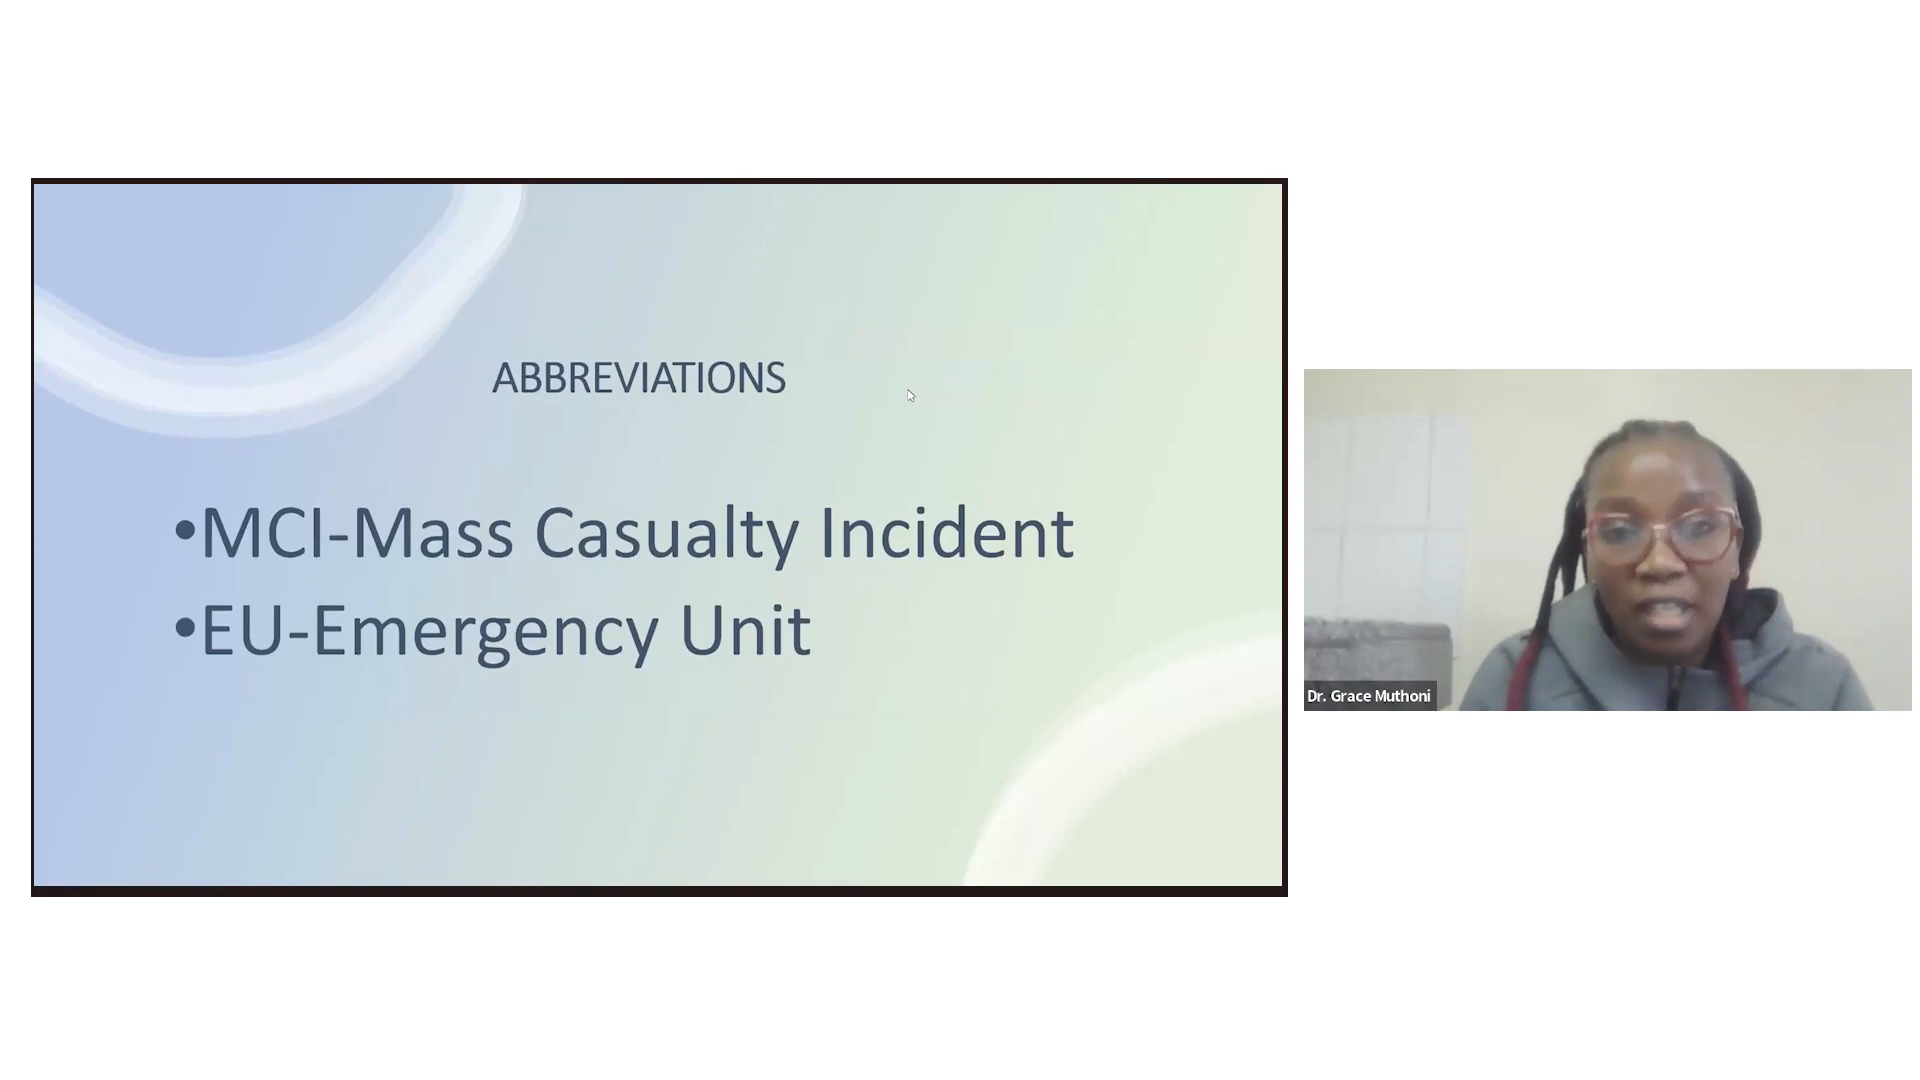 ABBREVIATIONS
•MCI-Mass Casualty Incident
•EU-Emergency Unit
Dr. Grace Muthoni